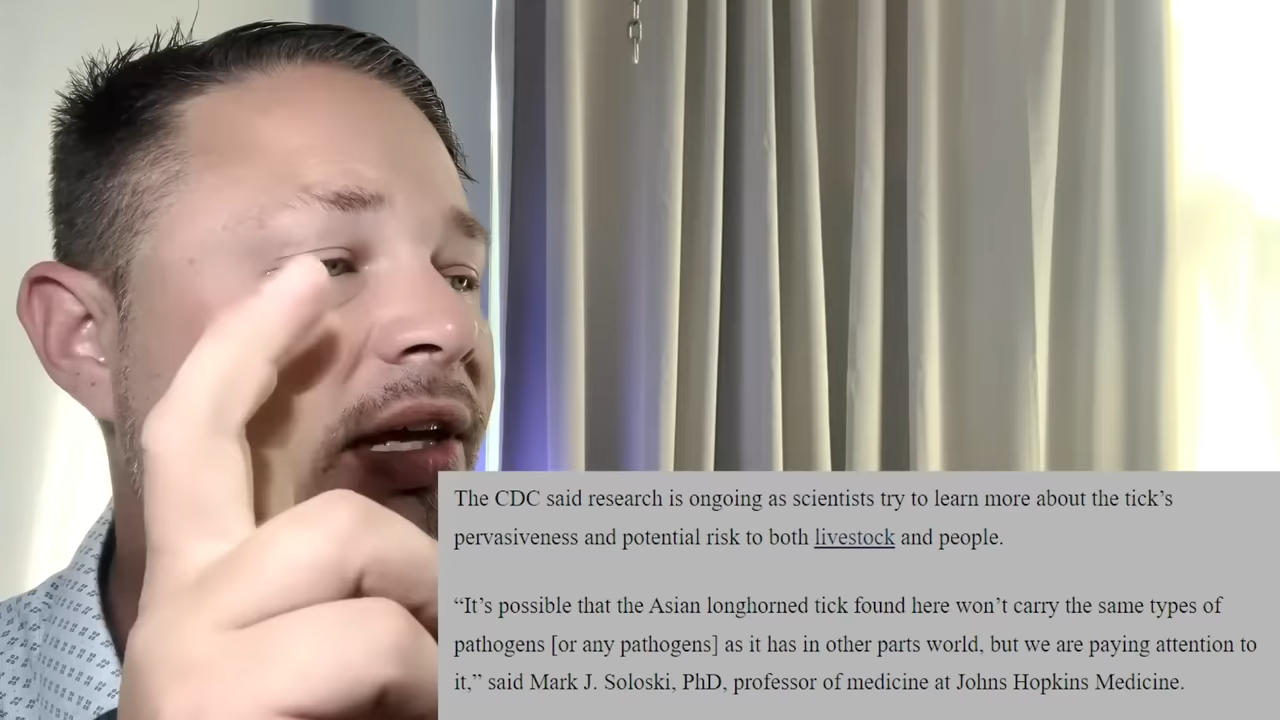 The CDC said research is ongoing as scientists try to learn more about the tick’s
pervasiveness and potential risk to both livestock and people.
“It’s possible that the Asian longhorned tick found here won’t carry the same types of
pathogens [or any pathogens] as it has in other parts world, but we are paying attention to
it,” said Mark J. Soloski, PhD, professor of medicine at Johns Hopkins Medicine.